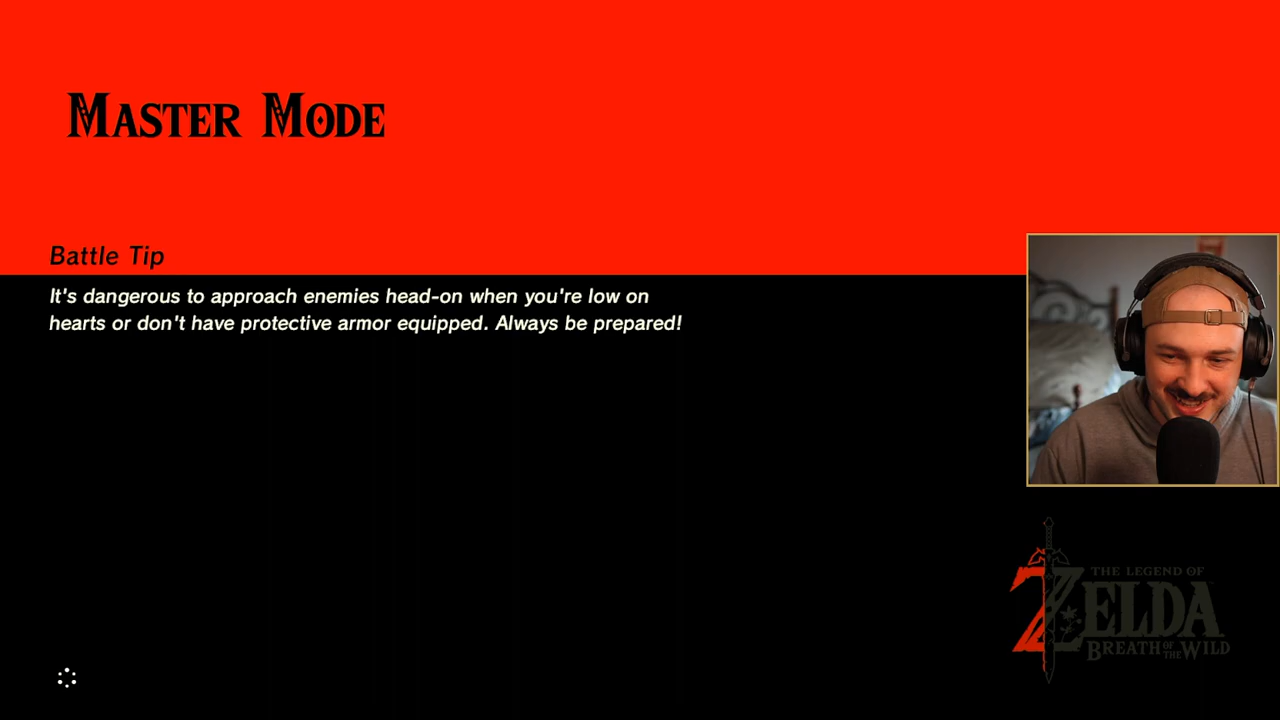 Master Mode
Battle Tip
It's dangerous to approach enemies head-on when you're low on
hearts or don't have protective armor equipped. Always be prepared!
THE LEGEND OF
ZELDA
BREATH OF THE WILD